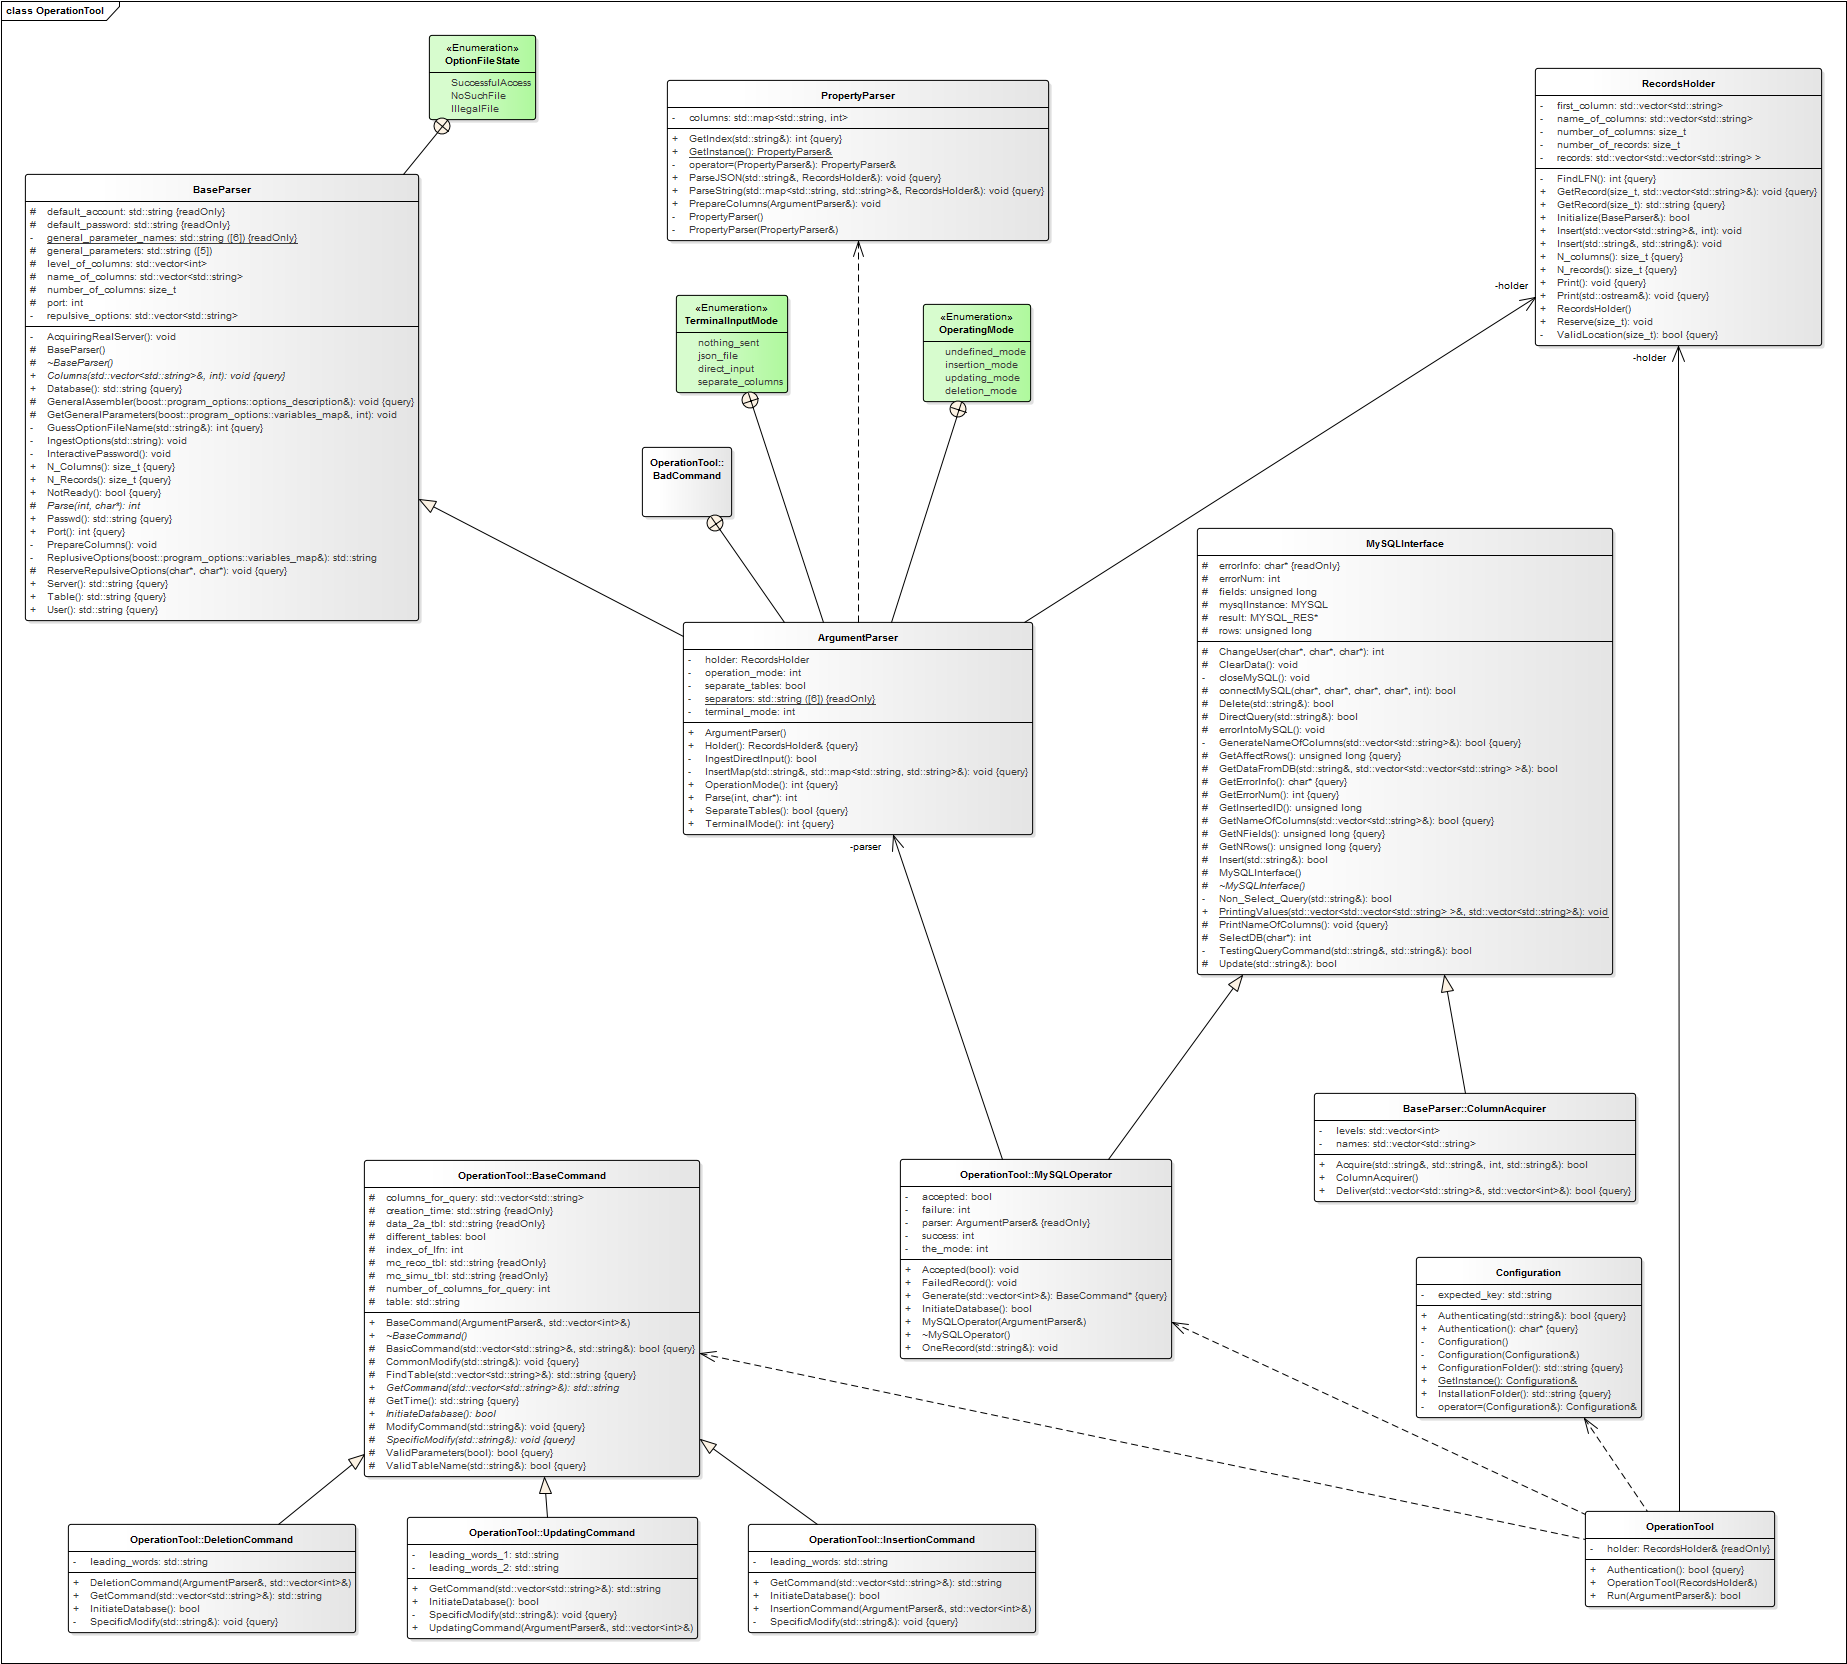 class OperationTool
«Enumeration»
OptionFileState
SuccessfulAccess
NoSuchFile
IllegalFile
BaseParser
# default_account: std::string {readOnly}
# default_password: std::string {readOnly}
- general_parameter_names: std::string ([6]) {readOnly}
# general_parameters: std::string ([5])
# level_of_columns: std::vector<int>
# name_of_columns: std::vector<std::string>
# number_of_columns: size_t
# port: int
- repulsive_options: std::vector<std::string>
- AcquiringRealServer(): void
# BaseParser()
# ~BaseParser()
+ Columns(std::vector<std::string>&, int): void {query}
+ Database(): std::string {query}
# GeneralAssembler(boost::program_options::options_description&): void {query}
# GetGeneralParameters(boost::program_options::variables_map&, int): void
- GuessOptionFileName(std::string&): int {query}
- IngestOptions(std::string): void
- InteractivePassword(): void
+ N_Columns(): size_t {query}
+ N_Records(): size_t {query}
+ NotReady(): bool {query}
# Parse(int, char*): int
+ Passwd(): std::string {query}
+ Port(): int {query}
- PrepareColumns(): void
- ReplusiveOptions(boost::program_options::variables_map&): std::string
# ReserveRepulsiveOptions(char*, char*): void {query}
+ Server(): std::string {query}
+ Table(): std::string {query}
+ User(): std::string {query}
PropertyParser
- columns: std::map<std::string, int>
+ GetIndex(std::string&): int {query}
+ GetInstance(): PropertyParser&
- operator=(PropertyParser&): PropertyParser&
+ ParseJSON(std::string&, RecordsHolder&): void {query}
+ ParseString(std::map<std::string, std::string>&, RecordsHolder&): void {query}
+ PrepareColumns(ArgumentParser&): void
- PropertyParser()
- PropertyParser(PropertyParser&)
RecordsHolder
- first_column: std::vector<std::string>
- name_of_columns: std::vector<std::string>
- number_of_columns: size_t
- number_of_records: size_t
- records: std::vector<std::vector<std::string> >
- FindLFN(): int {query}
+ GetRecord(size_t, std::vector<std::string>&): void {query}
+ GetRecord(size_t): std::string {query}
+ Initialize(BaseParser&): bool
+ Insert(std::vector<std::string>&, int): void
+ Insert(std::string&, std::string&): void
+ N_columns(): size_t {query}
+ N_records(): size_t {query}
+ Print(): void {query}
+ Print(std::ostream&): void {query}
+ RecordsHolder()
+ Reserve(size_t): void
- ValidLocation(size_t): bool {query}
-holder
-holder
«Enumeration»
TerminalInputMode
nothing_sent
json_file
direct_input
separate_columns
«Enumeration»
OperatingMode
undefined_mode
insertion_mode
updating_mode
deletion_mode
OperationTool::
BadCommand
ArgumentParser
- holder: RecordsHolder
- operation_mode: int
- separate_tables: bool
- separators: std::string ([6]) {readOnly}
- terminal_mode: int
+ ArgumentParser()
+ Holder(): RecordsHolder& {query}
- IngestDirectInput(): bool
- InsertMap(std::string&, std::map<std::string, std::string>&): void {query}
+ OperationMode(): int {query}
+ Parse(int, char*): int
+ SeparateTables(): bool {query}
+ TerminalMode(): int {query}
-parser
MySQLInterface
# errorInfo: char* {readOnly}
# errorNum: int
# fields: unsigned long
# mysqlInstance: MYSQL
# result: MYSQL_RES*
# rows: unsigned long
# ChangeUser(char*, char*, char*): int
# ClearData(): void
- closeMySQL(): void
# connectMySQL(char*, char*, char*, char*, int): bool
# Delete(std::string&): bool
# DirectQuery(std::string&): bool
# errorIntoMySQL(): void
- GenerateNameOfColumns(std::vector<std::string>&): bool {query}
# GetAffectRows(): unsigned long {query}
# GetDataFromDB(std::string&, std::vector<std::vector<std::string> >&): bool
# GetErrorInfo(): char* {query}
# GetErrorNum(): int {query}
# GetInsertedID(): unsigned long
# GetNameOfColumns(std::vector<std::string>&): bool {query}
# GetNFields(): unsigned long {query}
# GetNRows(): unsigned long {query}
# Insert(std::string&): bool
# MySQLInterface()
# ~MySQLInterface()
- Non_Select_Query(std::string&): bool
+ PrintingValues(std::vector<std::vector<std::string> >&, std::vector<std::string>&): void
# PrintNameOfColumns(): void {query}
# SelectDB(char*): int
- TestingQueryCommand(std::string&, std::string&): bool
# Update(std::string&): bool
BaseParser::ColumnAcquirer
- levels: std::vector<int>
- names: std::vector<std::string>
+ Acquire(std::string&, std::string&, int, std::string&): bool
+ ColumnAcquirer()
+ Deliver(std::vector<std::string>&, std::vector<int>&): bool {query}
OperationTool::BaseCommand
# columns_for_query: std::vector<std::string>
# creation_time: std::string {readOnly}
# data_2a_tbl: std::string {readOnly}
# different_tables: bool
# index_of_lfn: int
# mc_reco_tbl: std::string {readOnly}
# mc_simu_tbl: std::string {readOnly}
# number_of_columns_for_query: int
# table: std::string
+ BaseCommand(ArgumentParser&, std::vector<int>&)
+ ~BaseCommand()
# BasicCommand(std::vector<std::string>&, std::string&): bool {query}
# CommonModify(std::string&): void {query}
# FindTable(std::vector<std::string>&): std::string {query}
+ GetCommand(std::vector<std::string>&): std::string
# GetTime(): std::string {query}
+ InitiateDatabase(): bool
# ModifyCommand(std::string&): void {query}
# SpecificModify(std::string&): void {query}
# ValidParameters(bool): bool {query}
# ValidTableName(std::string&): bool {query}
OperationTool::MySQLOperator
- accepted: bool
- failure: int
- parser: ArgumentParser& {readOnly}
- success: int
- the_mode: int
+ Accepted(bool): void
+ FailedRecord(): void
+ Generate(std::vector<int>&): BaseCommand* {query}
+ InitiateDatabase(): bool
+ MySQLOperator(ArgumentParser&)
+ ~MySQLOperator()
+ OneRecord(std::string&): void
Configuration
- expected_key: std::string
+ Authenticating(std::string&): bool {query}
+ Authentication(): char* {query}
- Configuration()
- Configuration(Configuration&)
+ ConfigurationFolder(): std::string {query}
+ GetInstance(): Configuration&
+ InstallationFolder(): std::string {query}
- operator=(Configuration&): Configuration&
OperationTool::DeletionCommand
- leading_words: std::string
+ DeletionCommand(ArgumentParser&, std::vector<int>&)
+ GetCommand(std::vector<std::string>&): std::string
+ InitiateDatabase(): bool
- SpecificModify(std::string&): void {query}
OperationTool::UpdatingCommand
- leading_words_1: std::string
- leading_words_2: std::string
+ GetCommand(std::vector<std::string>&): std::string
+ InitiateDatabase(): bool
- SpecificModify(std::string&): void {query}
+ UpdatingCommand(ArgumentParser&, std::vector<int>&)
OperationTool::InsertionCommand
- leading_words: std::string
+ GetCommand(std::vector<std::string>&): std::string
+ InitiateDatabase(): bool
+ InsertionCommand(ArgumentParser&, std::vector<int>&)
- SpecificModify(std::string&): void {query}
OperationTool
- holder: RecordsHolder& {readOnly}
+ Authentication(): bool {query}
+ OperationTool(RecordsHolder&)
+ Run(ArgumentParser&): bool